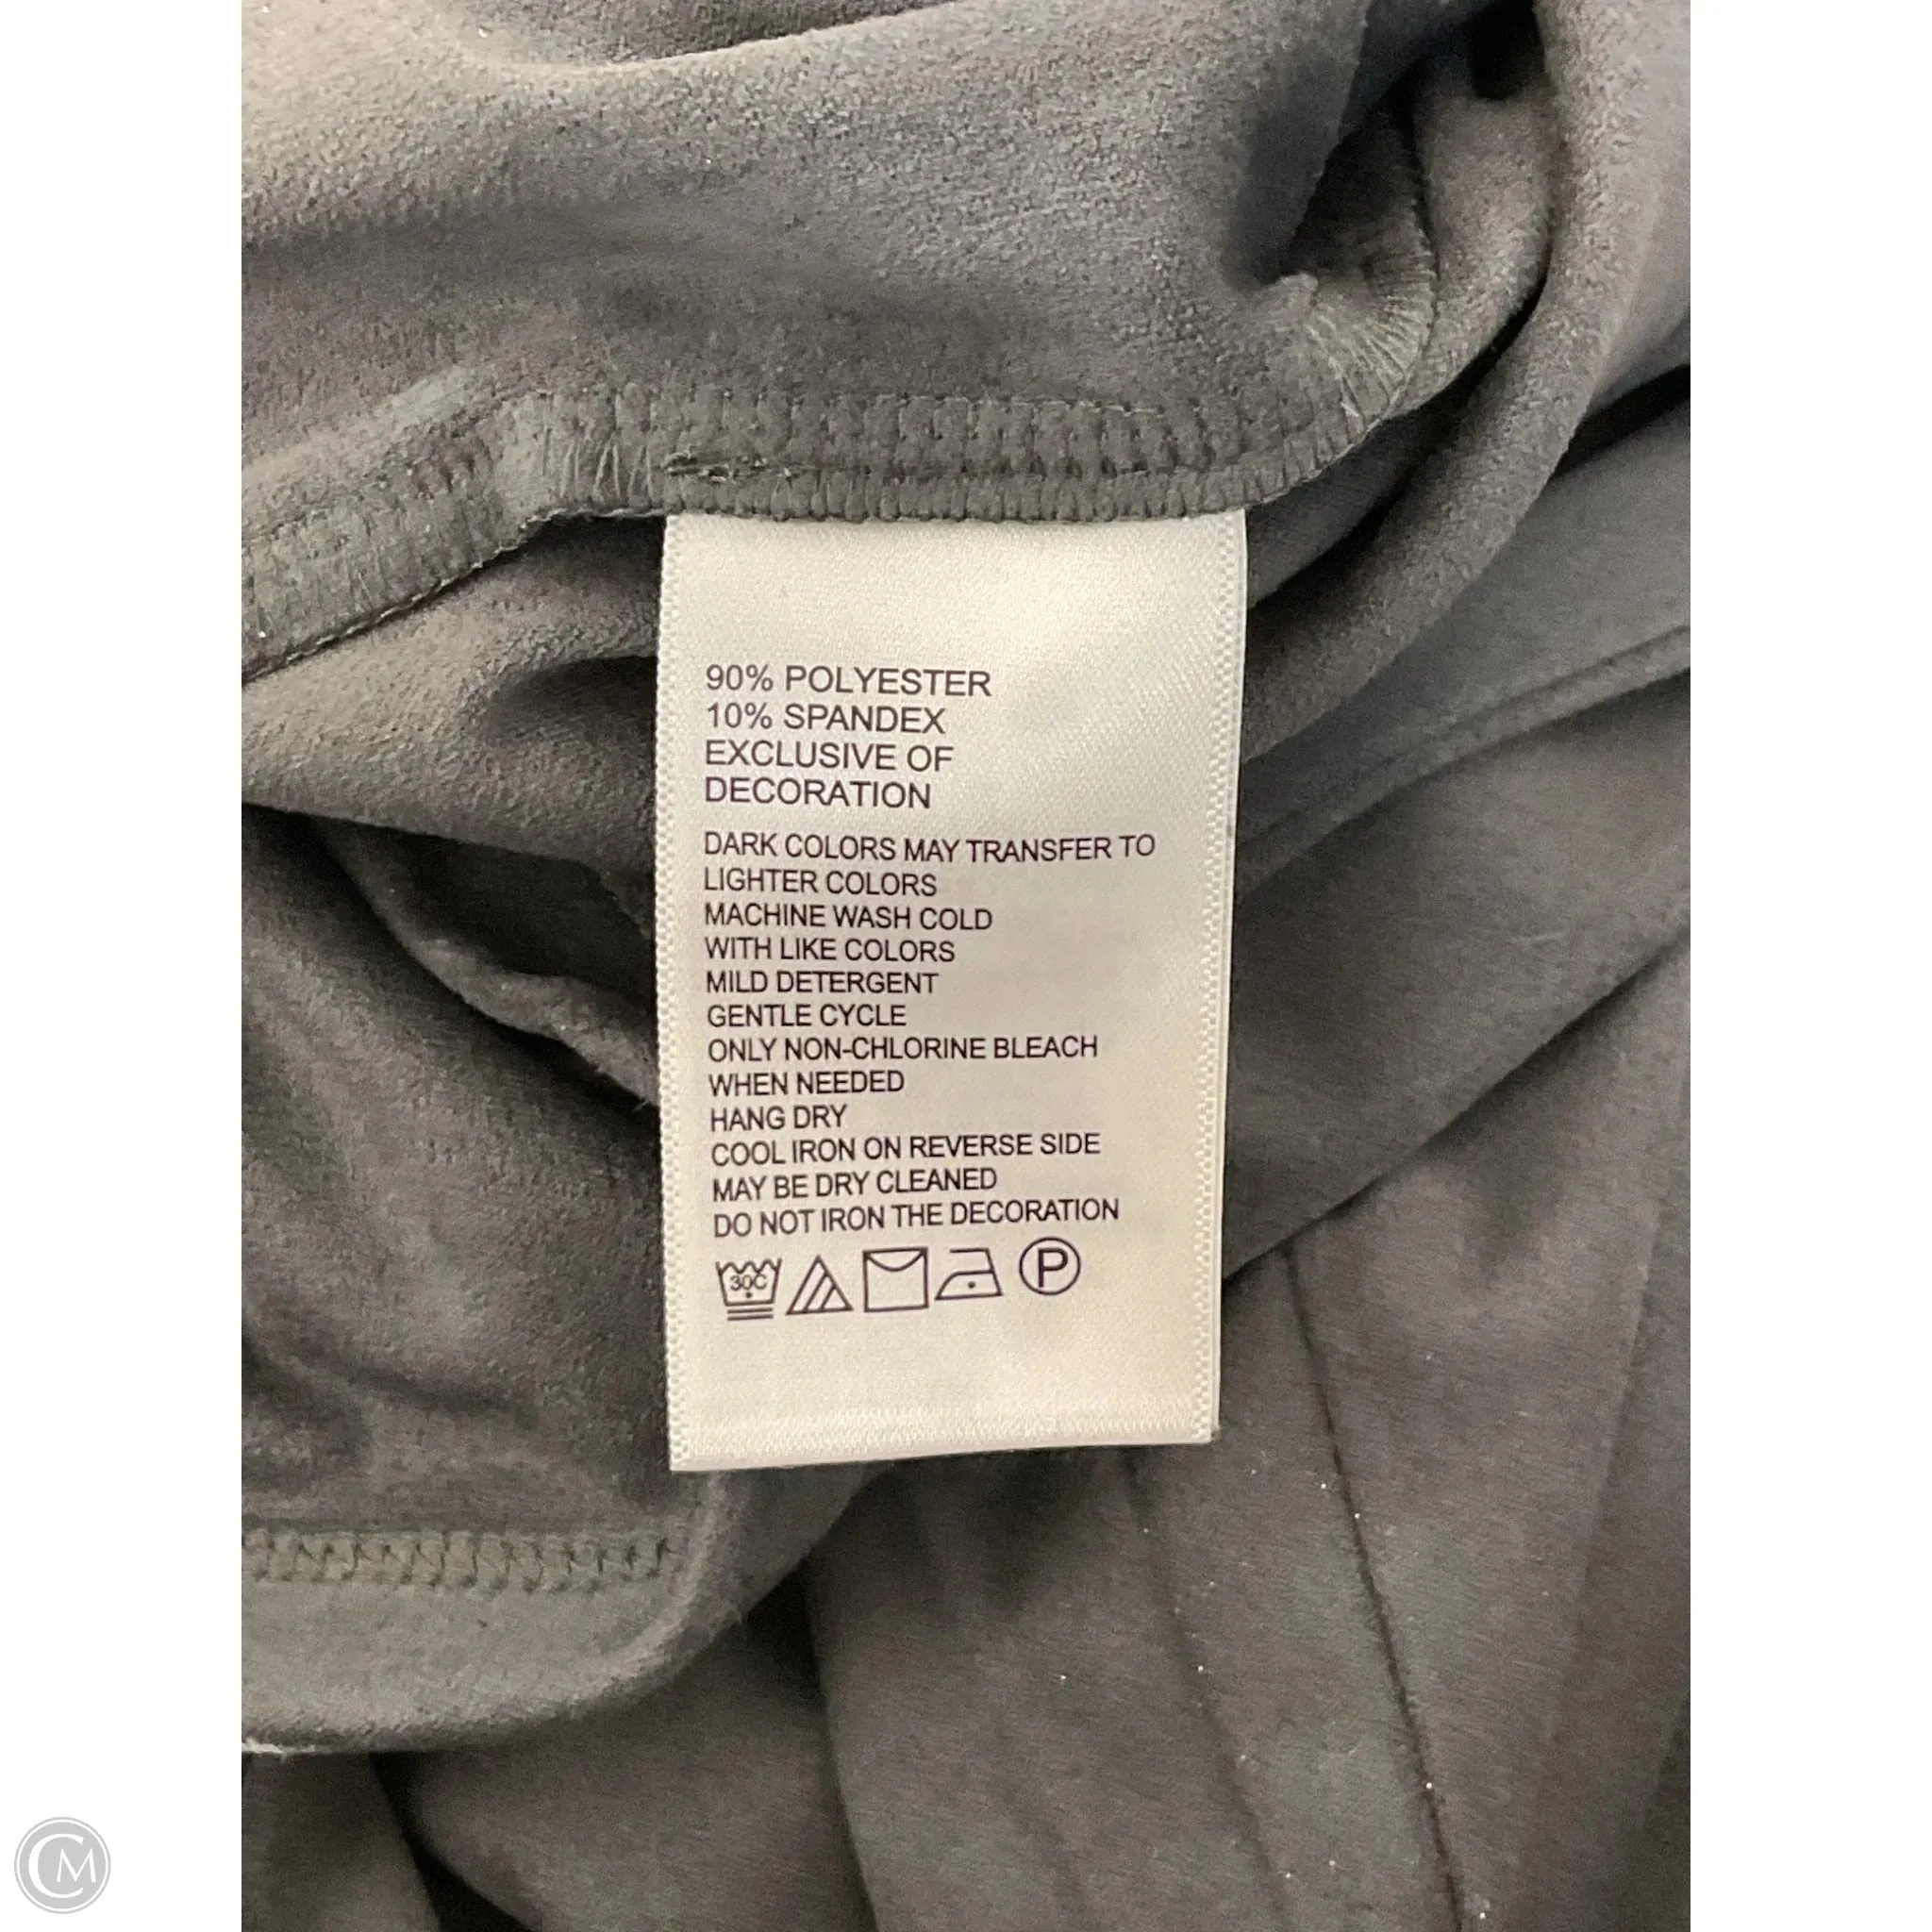 90% POLYESTER
10% SPANDEX
EXCLUSIVE OF
DECORATION
DARK COLORS MAY TRANSFER TO
LIGHTER COLORS
MACHINE WASH COLD
WITH LIKE COLORS
MILD DETERGENT
GENTLE CYCLE
ONLY NON-CHLORINE BLEACH
WHEN NEEDED
HANG DRY
COOL IRON ON REVERSE SIDE
MAY BE DRY CLEANED
DO NOT IRON THE DECORATION
30C P
CM